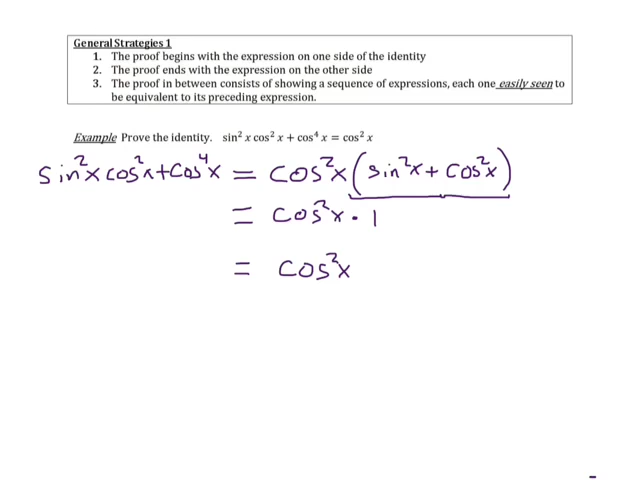 General Strategies 1
1. The proof begins with the expression on one side of the identity
2. The proof ends with the expression on the other side
3. The proof in between consists of showing a sequence of expressions, each one easily seen to
be equivalent to its preceding expression.
Example Prove the identity. sin² x cos² x + cos⁴ x = cos² x
sin²x cos²x + cos⁴x = cos²x (sin²x + cos²x)
= cos²x · 1
= cos²x